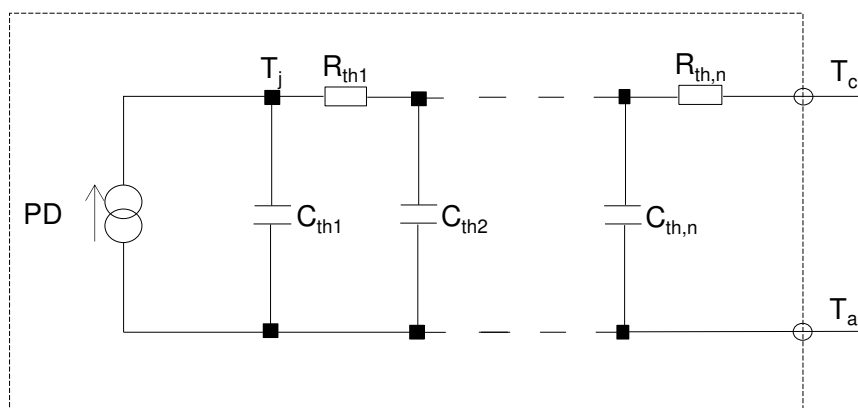 T_j R_th1 R_th,n T_c
PD C_th1 C_th2 C_th,n
T_a